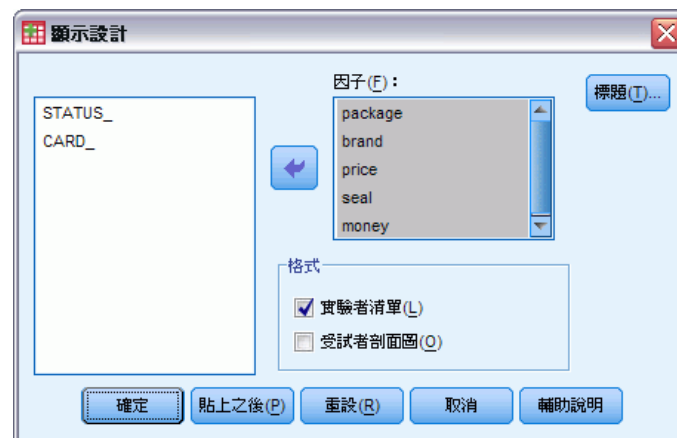 顯示設計
因子(F)：
標題(T)...
STATUS_
CARD_
package
brand
price
seal
money
格式
實驗者清單(L)
受試者剖面圖(O)
確定
貼上之後(P)
重設(R)
取消
輔助說明